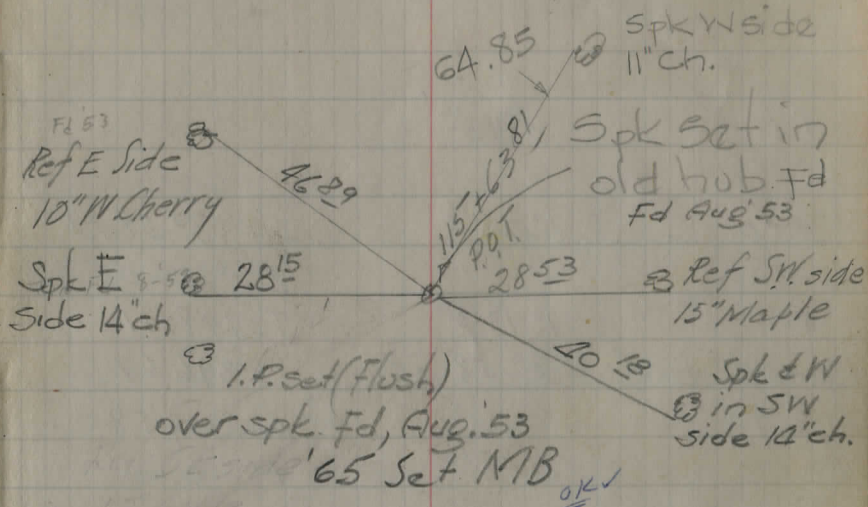 Spk W side
11" Ch.
64.85
Fd '53
Ref E Side
10" W. Cherry
46 89
115 + 63.81
Spk Set in
old hub. Fd
Fd Aug '53
P.O.T.
Spk E
Side 14" ch
28 15
28 53
Ref SW. side
15" Maple
40 18
Spk & W
in SW
side 14" ch.
I.P. set (Flush)
over spk. Fd, Aug. '53
'65 Set MB
OK ✓